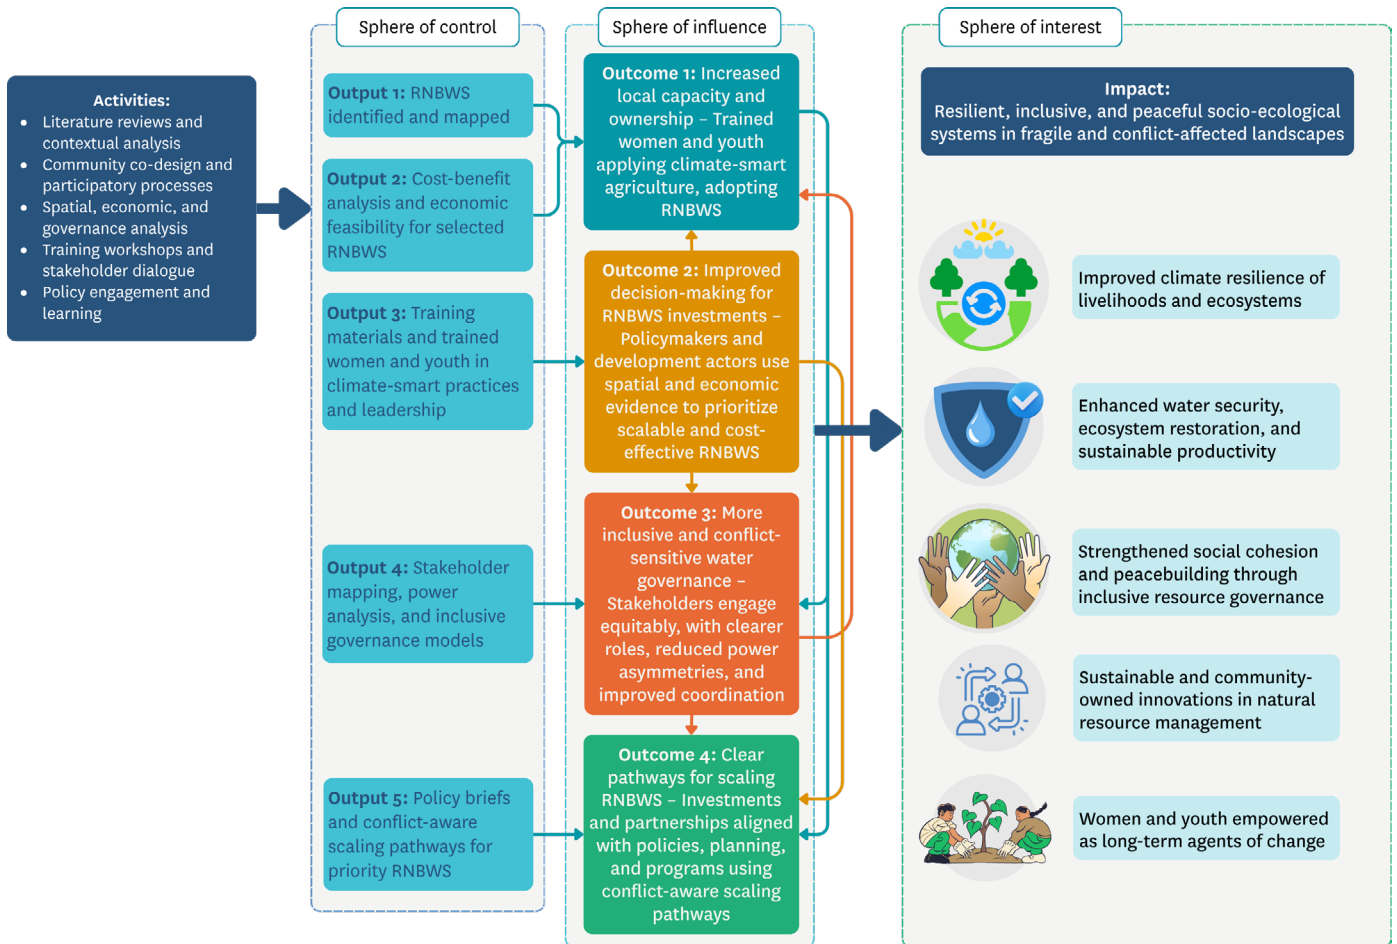 Sphere of control
Sphere of influence
Sphere of interest
Activities:
• Literature reviews and
contextual analysis
• Community co-design and
participatory processes
• Spatial, economic, and
governance analysis
• Training workshops and
stakeholder dialogue
• Policy engagement and
learning
Output 1: RNBWS
identified and mapped
Output 2: Cost-benefit
analysis and economic
feasibility for selected
RNBWS
Output 3: Training
materials and trained
women and youth in
climate-smart practices
and leadership
Output 4: Stakeholder
mapping, power
analysis, and inclusive
governance models
Output 5: Policy briefs
and conflict-aware
scaling pathways for
priority RNBWS
Outcome 1: Increased
local capacity and
ownership – Trained
women and youth
applying climate-smart
agriculture, adopting
RNBWS
Outcome 2: Improved
decision-making for
RNBWS investments –
Policymakers and
development actors use
spatial and economic
evidence to prioritize
scalable and cost-
effective RNBWS
Outcome 3: More
inclusive and conflict-
sensitive water
governance –
Stakeholders engage
equitably, with clearer
roles, reduced power
asymmetries, and
improved coordination
Outcome 4: Clear
pathways for scaling
RNBWS – Investments
and partnerships aligned
with policies, planning,
and programs using
conflict-aware scaling
pathways
Impact:
Resilient, inclusive, and peaceful socio-ecological
systems in fragile and conflict-affected landscapes
Improved climate resilience of
livelihoods and ecosystems
Enhanced water security,
ecosystem restoration, and
sustainable productivity
Strengthened social cohesion
and peacebuilding through
inclusive resource governance
Sustainable and community-
owned innovations in natural
resource management
Women and youth empowered
as long-term agents of change